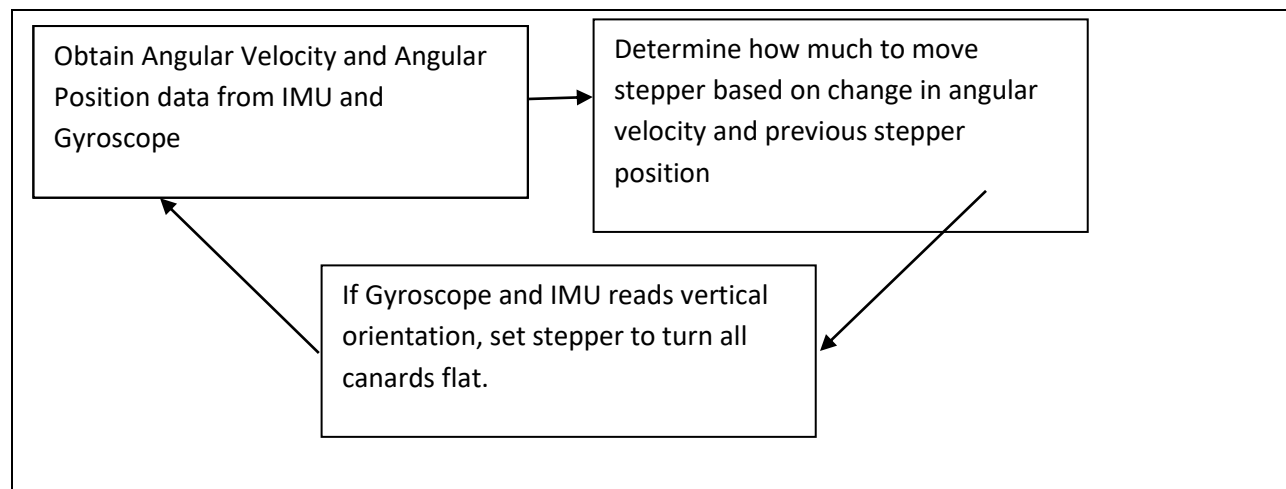 Obtain Angular Velocity and Angular
Position data from IMU and
Gyroscope
Determine how much to move
stepper based on change in angular
velocity and previous stepper
position
If Gyroscope and IMU reads vertical
orientation, set stepper to turn all
canards flat.